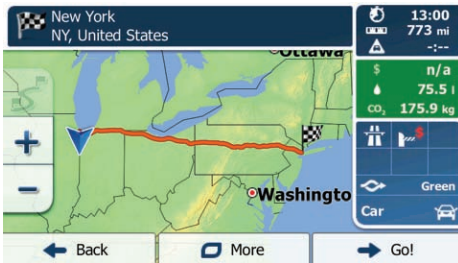 New York
NY, United States
13:00
773 mi
-:--
$ n/a
75.5 l
CO₂ 175.9 kg
Ottawa
+
$
−
Washingto
Green
Car
Back
More
Go!